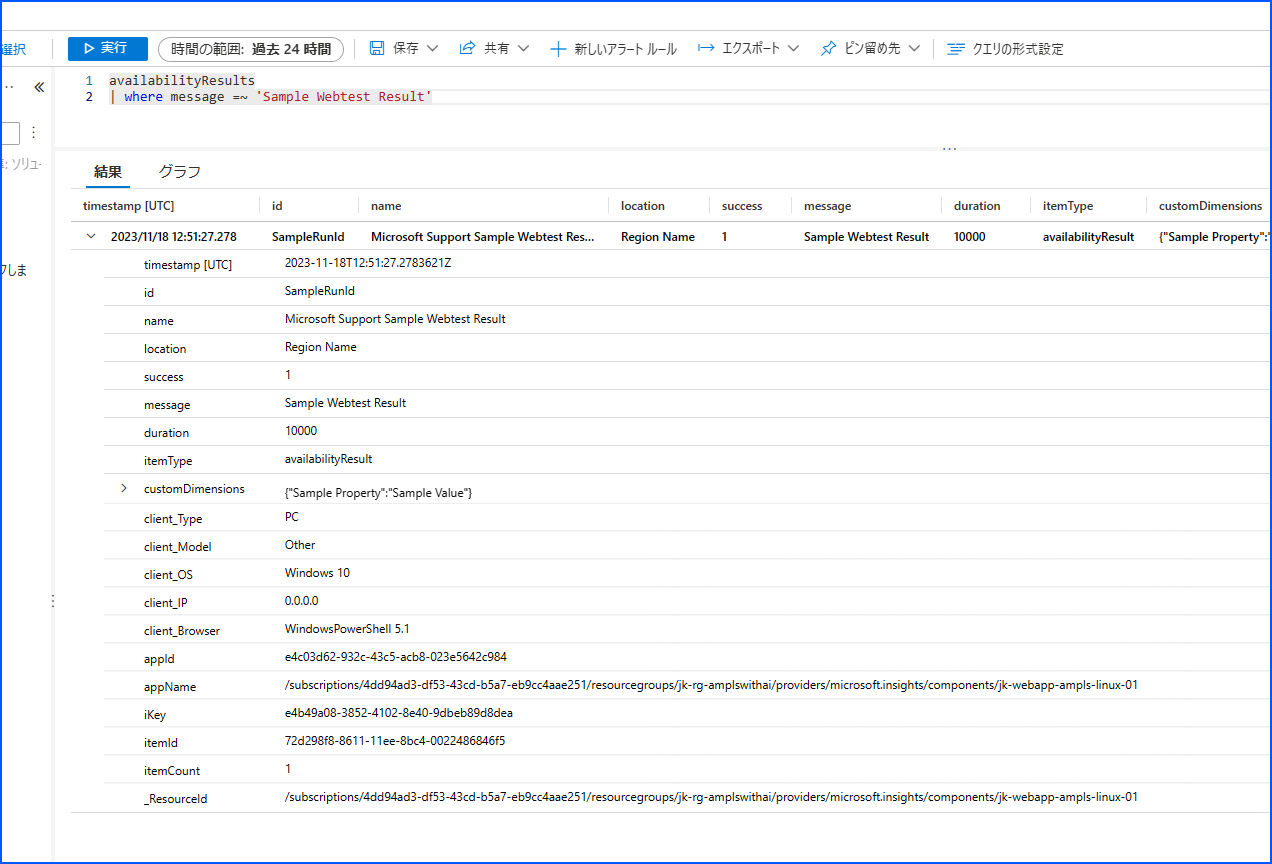 選択 実行 時間の範囲: 過去 24 時間 保存 共有 新しいアラート ルール エクスポート ピン留め先 クエリの形式設定
1 availabilityResults
2 | where message =~ 'Sample Webtest Result'
結果 グラフ
timestamp [UTC] id name location success message duration itemType customDimensions
2023/11/18 12:51:27.278 SampleRunId Microsoft Support Sample Webtest Res... Region Name 1 Sample Webtest Result 10000 availabilityResult {"Sample Property":"
timestamp [UTC] 2023-11-18T12:51:27.2783621Z
id SampleRunId
name Microsoft Support Sample Webtest Result
location Region Name
success 1
message Sample Webtest Result
duration 10000
itemType availabilityResult
customDimensions {"Sample Property":"Sample Value"}
client_Type PC
client_Model Other
client_OS Windows 10
client_IP 0.0.0.0
client_Browser WindowsPowerShell 5.1
appId e4c03d62-932c-43c5-acb8-023e5642c984
appName /subscriptions/4dd94ad3-df53-43cd-b5a7-eb9cc4aae251/resourcegroups/jk-rg-amplswithai/providers/microsoft.insights/components/jk-webapp-ampls-linux-01
iKey e4b49a08-3852-4102-8e40-9dbeb89d8dea
itemId 72d298f8-8611-11ee-8bc4-0022486846f5
itemCount 1
_ResourceId /subscriptions/4dd94ad3-df53-43cd-b5a7-eb9cc4aae251/resourcegroups/jk-rg-amplswithai/providers/microsoft.insights/components/jk-webapp-ampls-linux-01